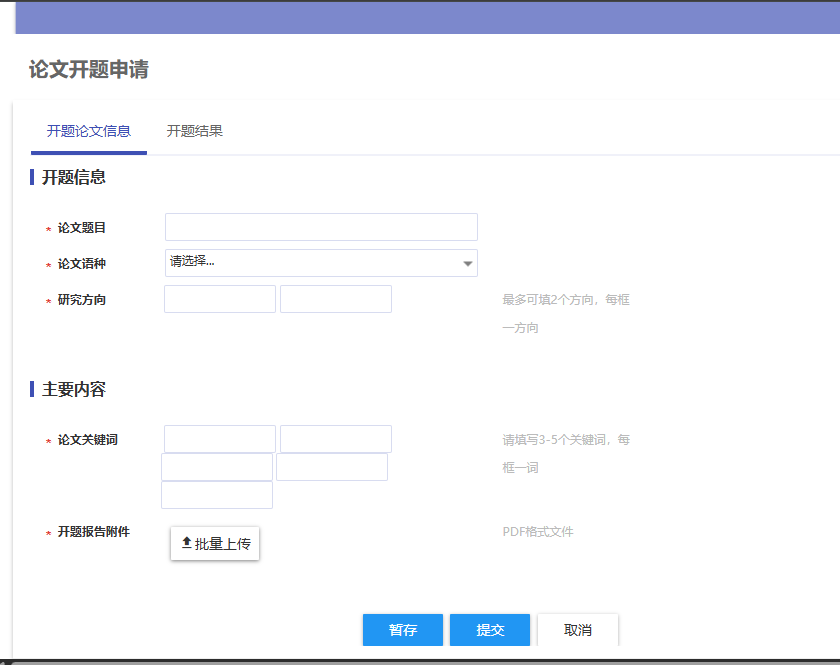 论文开题申请
开题论文信息 开题结果
开题信息
* 论文题目
* 论文语种 请选择...
* 研究方向 最多可填2个方向，每框
一方向
主要内容
* 论文关键词 请填写3-5个关键词，每
框一词
* 开题报告附件 PDF格式文件
批量上传
暂存 提交 取消